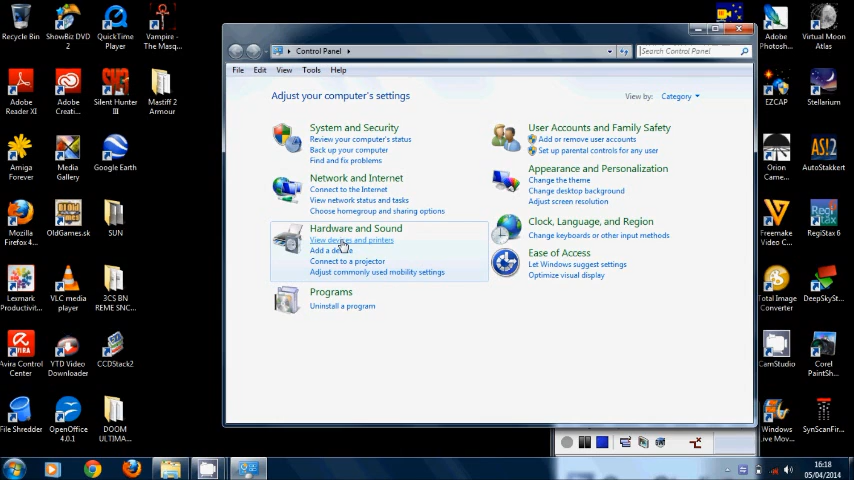 Recycle Bin
ShowBiz DVD
2
QuickTime
Player
Vampire -
The Masq...
Adobe
Reader XI
Adobe
Creati...
Silent Hunter
III
Mastiff 2
Armour
Amiga
Forever
Media
Gallery
Google Earth
Mozilla
Firefox 4...
OldGames.sk
SUN
Lexmark
Productivit...
VLC media
player
3CS BN
REME SNC...
Avira Control
Center
YTD Video
Downloader
CCDStack2
File Shredder
OpenOffice
4.0.1
DOOM
ULTIMA...
Control Panel
Search Control Panel
File
Edit
View
Tools
Help
Adjust your computer's settings
View by:
Category
System and Security
Review your computer's status
Back up your computer
Find and fix problems
Network and Internet
Connect to the Internet
View network status and tasks
Choose homegroup and sharing options
Hardware and Sound
View devices and printers
Add a device
Connect to a projector
Adjust commonly used mobility settings
Programs
Uninstall a program
User Accounts and Family Safety
Add or remove user accounts
Set up parental controls for any user
Appearance and Personalization
Change the theme
Change desktop background
Adjust screen resolution
Clock, Language, and Region
Change keyboards or other input methods
Ease of Access
Let Windows suggest settings
Optimize visual display
Adobe
Photosh...
Virtual Moon
Atlas
EZCAP
Stellarium
Orion
Came...
AS!2
AutoStakkert
Freemake
Video Co...
RegiStax 6
Total Image
Converter
DeepSkySt...
CamStudio
Corel
PaintSh...
Windows
Live Mov...
SynScanFir...
16:18
05/04/2014